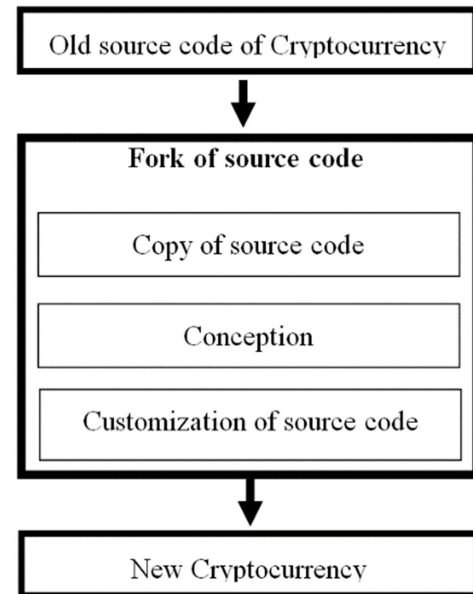 Old source code of Cryptocurrency
Fork of source code
Copy of source code
Conception
Customization of source code
New Cryptocurrency